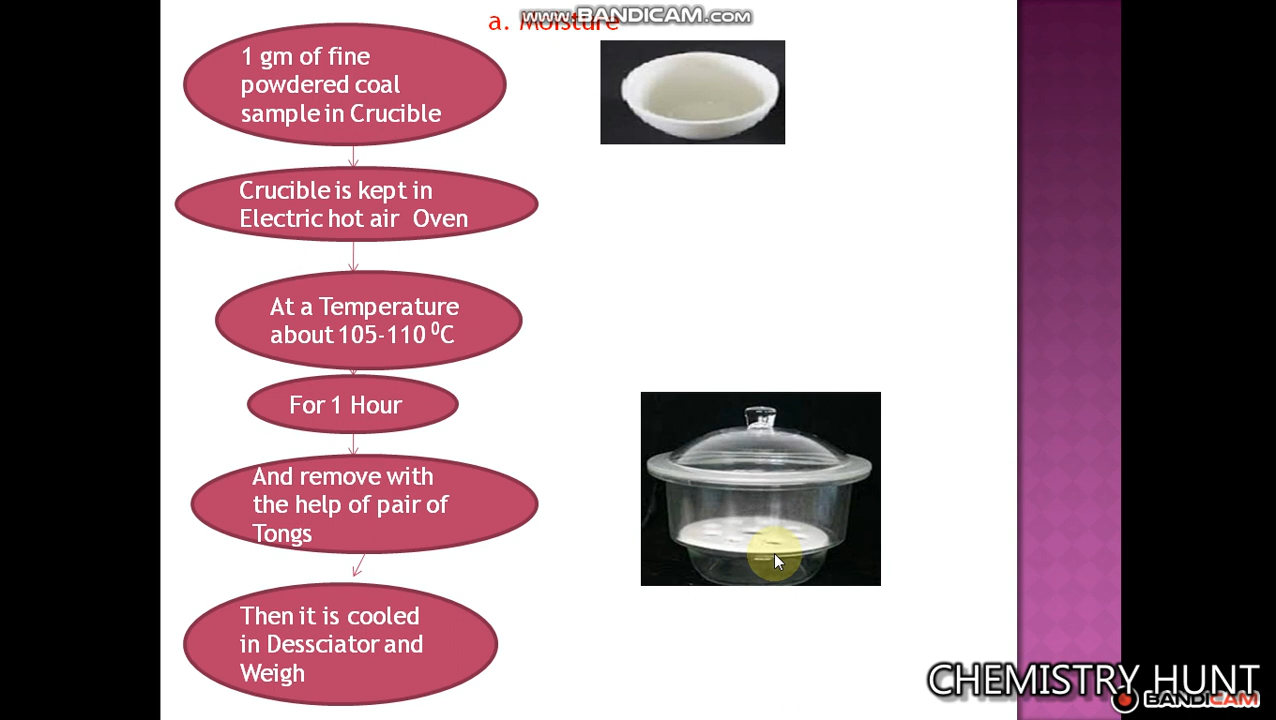 www.BANDICAM.com
a. Moisture
1 gm of fine
powdered coal
sample in Crucible
Crucible is kept in
Electric hot air Oven
At a Temperature
about 105-110 ⁰C
For 1 Hour
And remove with
the help of pair of
Tongs
Then it is cooled
in Dessciator and
Weigh
CHEMISTRY HUNT
BANDICAM